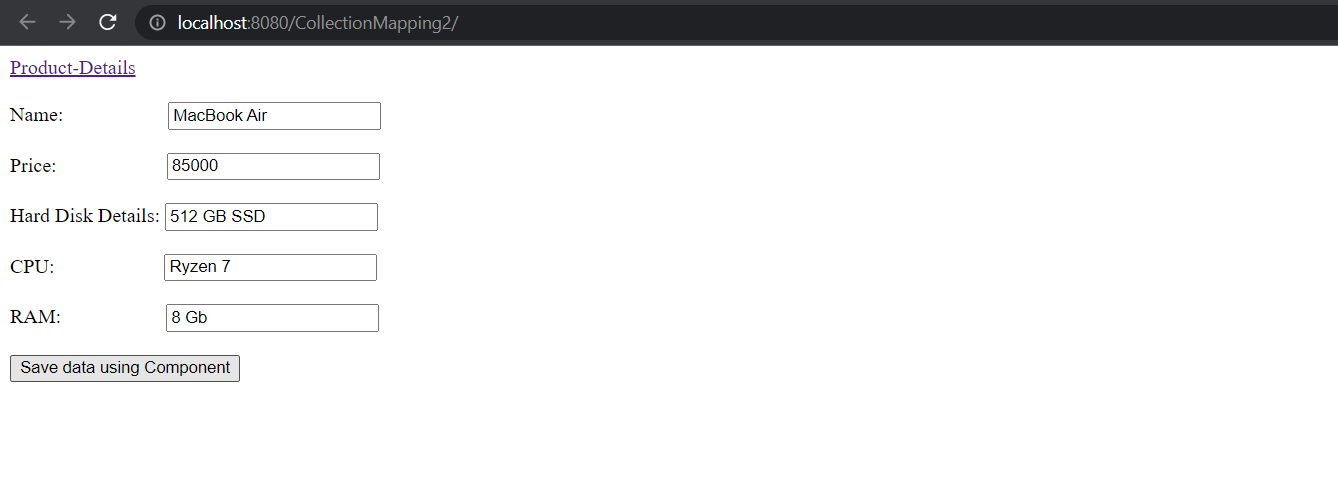 localhost:8080/CollectionMapping2/
Product-Details
Name: MacBook Air
Price: 85000
Hard Disk Details: 512 GB SSD
CPU: Ryzen 7
RAM: 8 Gb
Save data using Component